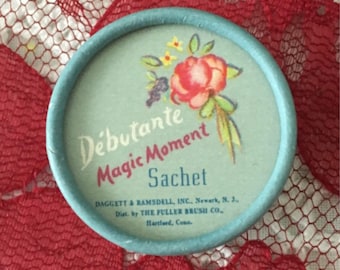 Débutante
Magic Moment
Sachet
DAGGETT & RAMSDELL, INC., Newark, N. J.,
Dist. by THE FULLER BRUSH CO.,
Hartford, Conn.